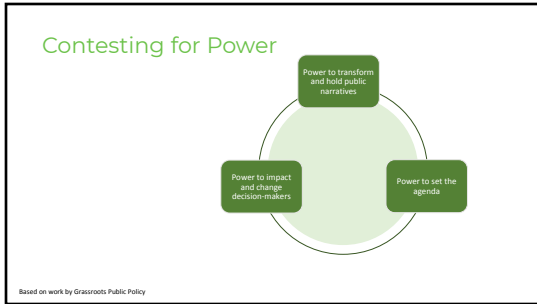 Contesting for Power
Power to transform
and hold public
narratives
Power to impact
and change
decision-makers
Power to set the
agenda
Based on work by Grassroots Public Policy